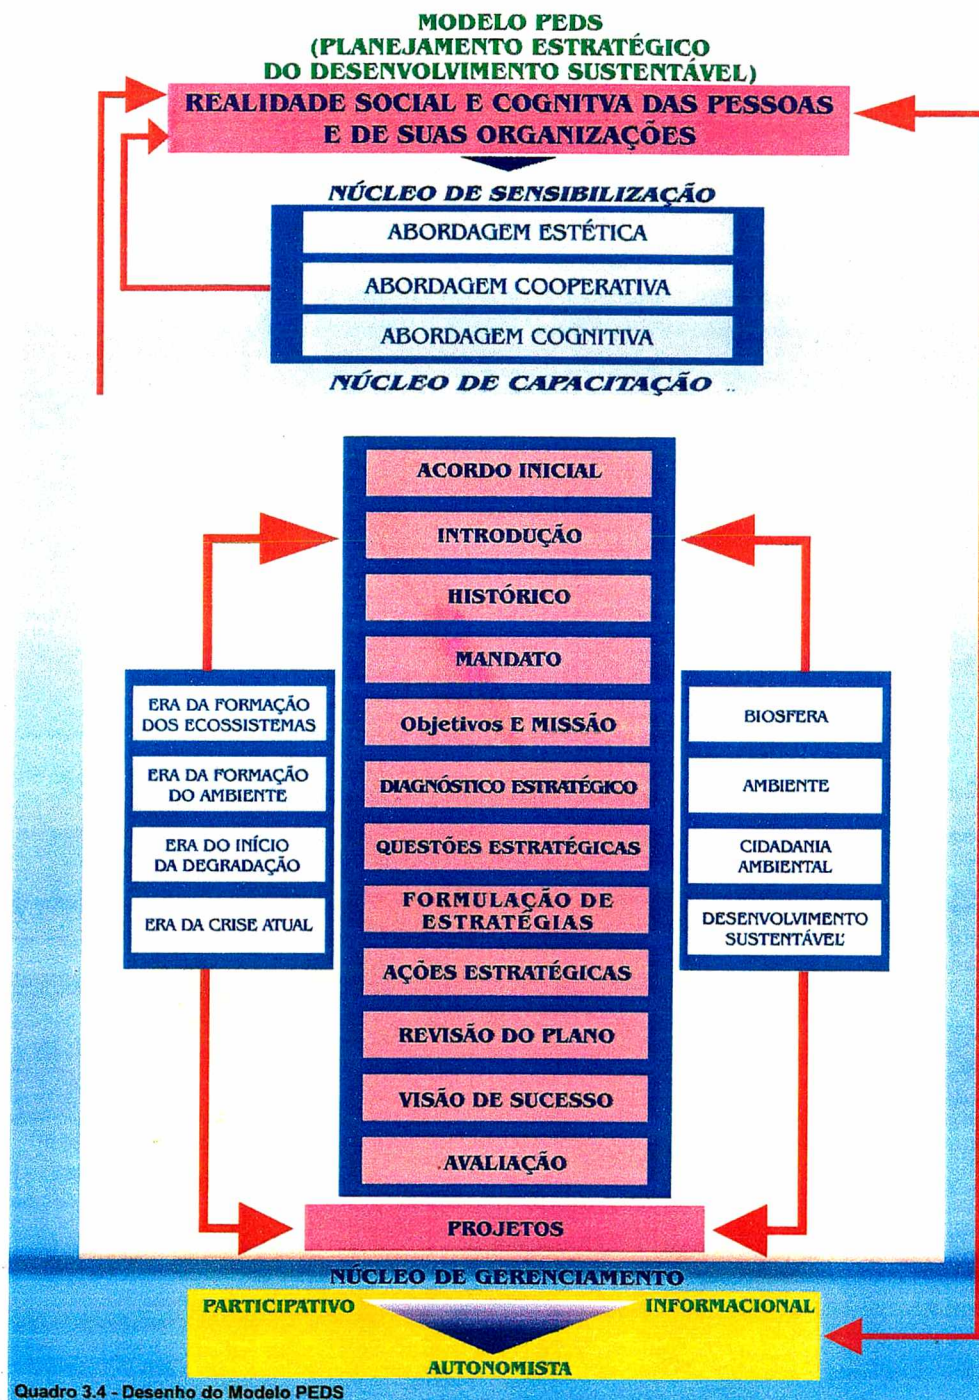 MODELO PEDS
(PLANEJAMENTO ESTRATÉGICO
DO DESENVOLVIMENTO SUSTENTÁVEL)
REALIDADE SOCIAL E COGNITVA DAS PESSOAS
E DE SUAS ORGANIZAÇÕES
NÚCLEO DE SENSIBILIZAÇÃO
ABORDAGEM ESTÉTICA
ABORDAGEM COOPERATIVA
ABORDAGEM COGNITIVA
NÚCLEO DE CAPACITAÇÃO
ACORDO INICIAL
INTRODUÇÃO
HISTÓRICO
MANDATO
Objetivos E MISSÃO
DIAGNÓSTICO ESTRATÉGICO
QUESTÕES ESTRATÉGICAS
FORMULAÇÃO DE
ESTRATÉGIAS
AÇÕES ESTRATÉGICAS
REVISÃO DO PLANO
VISÃO DE SUCESSO
AVALIAÇÃO
ERA DA FORMAÇÃO
DOS ECOSSISTEMAS
ERA DA FORMAÇÃO
DO AMBIENTE
ERA DO INÍCIO
DA DEGRADAÇÃO
ERA DA CRISE ATUAL
BIOSFERA
AMBIENTE
CIDADANIA
AMBIENTAL
DESENVOLVIMENTO
SUSTENTÁVEL
PROJETOS
NÚCLEO DE GERENCIAMENTO
PARTICIPATIVO
INFORMACIONAL
AUTONOMISTA
Quadro 3.4 - Desenho do Modelo PEDS